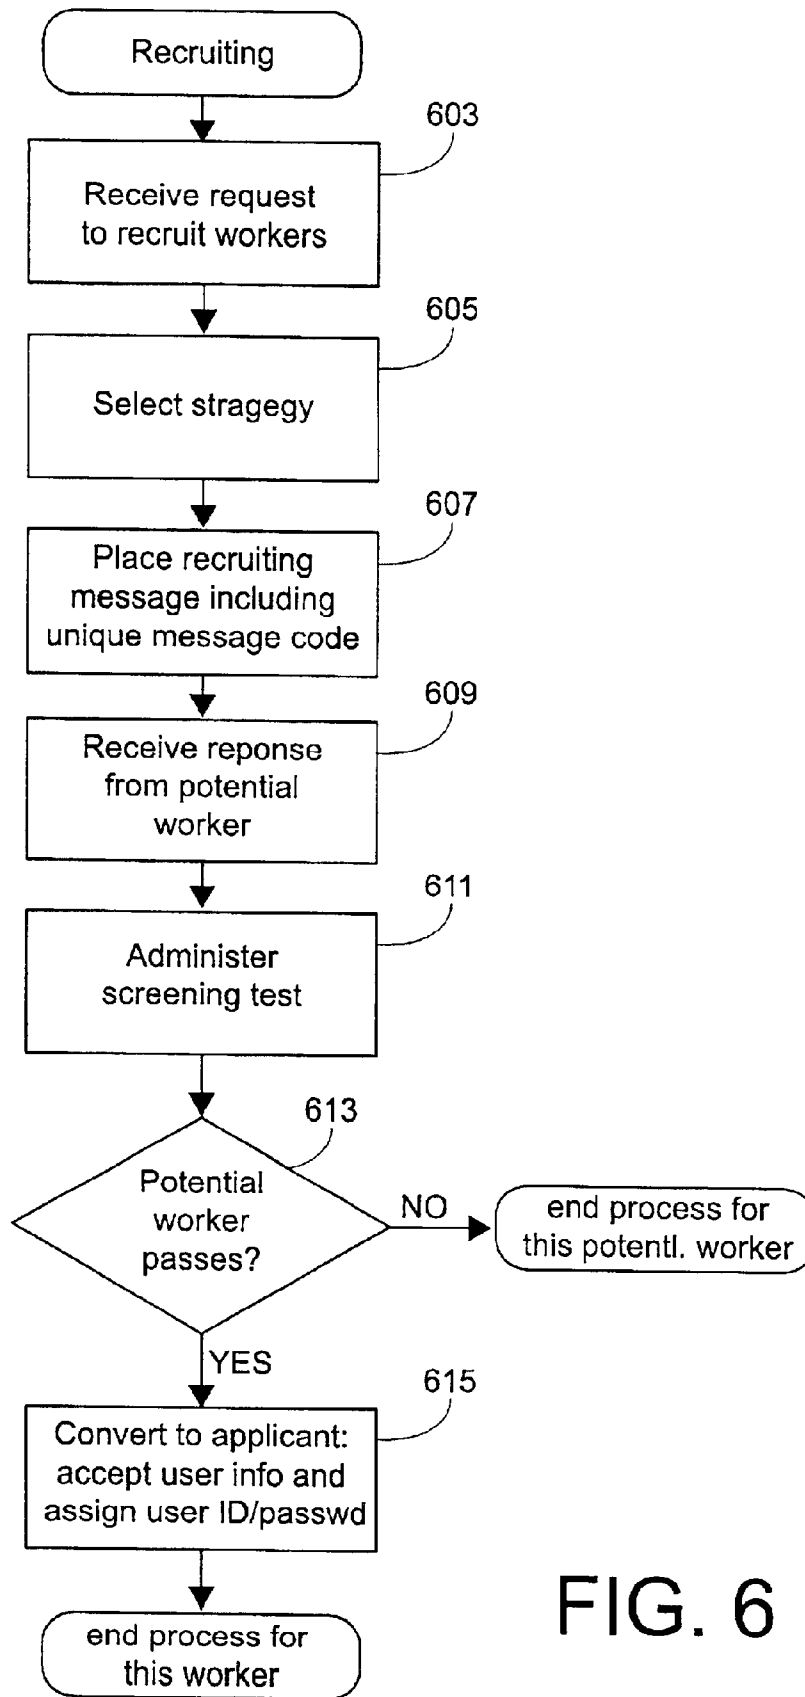 Recruiting
603
Receive request
to recruit workers
605
Select stragegy
607
Place recruiting
message including
unique message code
609
Receive reponse
from potential
worker
611
Administer
screening test
613
Potential
worker
passes?
NO
end process for
this potentl. worker
YES
615
Convert to applicant:
accept user info and
assign user ID/passwd
end process for
this worker
FIG. 6